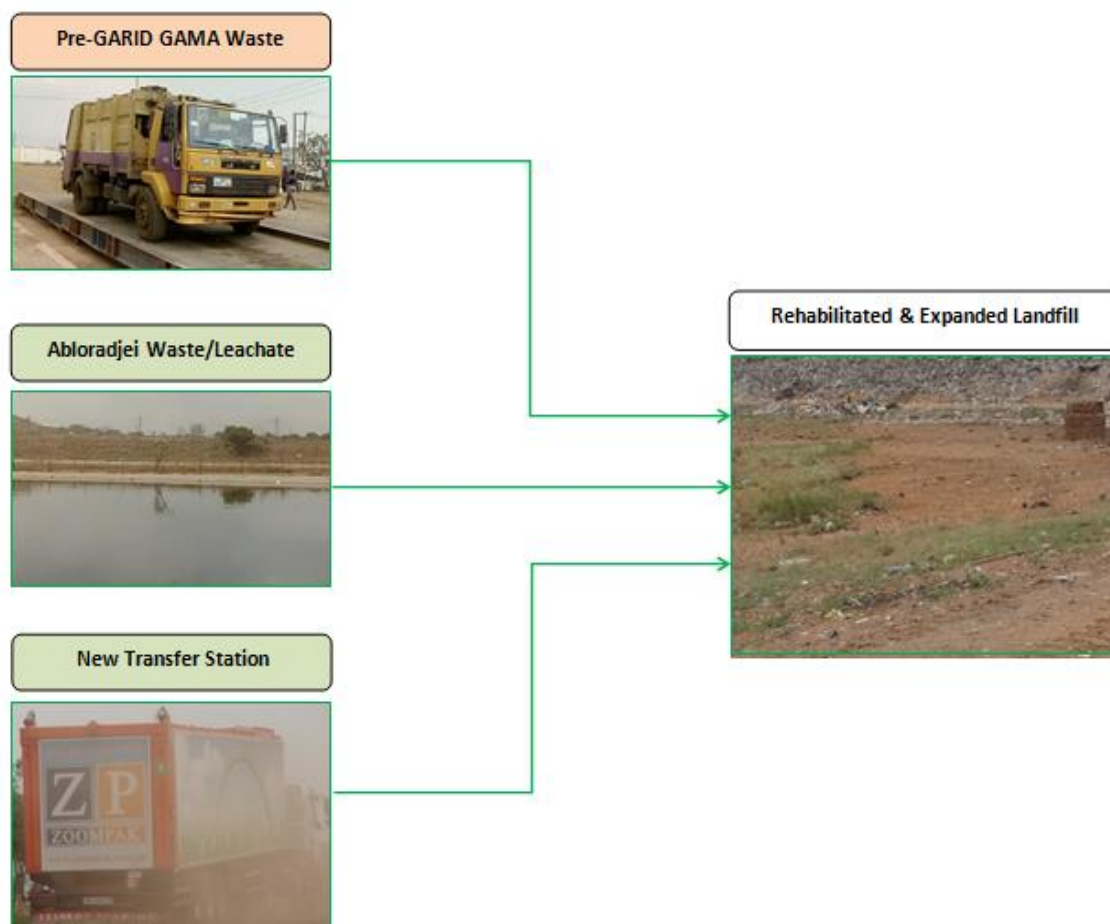 Pre-GARID GAMA Waste
Rehabilitated & Expanded Landfill
Abloradjei Waste/Leachate
New Transfer Station
Z P
ZOOMPAK